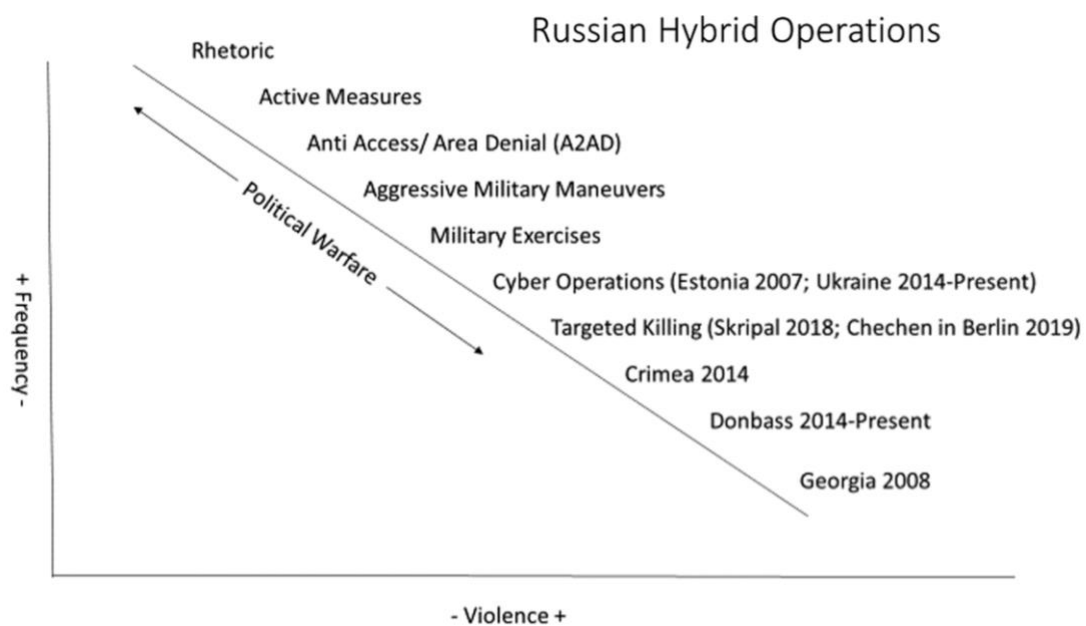 Russian Hybrid Operations
Rhetoric
Active Measures
Anti Access/ Area Denial (A2AD)
Aggressive Military Maneuvers
Political Warfare
Military Exercises
Cyber Operations (Estonia 2007; Ukraine 2014-Present)
Targeted Killing (Skripal 2018; Chechen in Berlin 2019)
+ Frequency -
Crimea 2014
Donbass 2014-Present
Georgia 2008
- Violence +